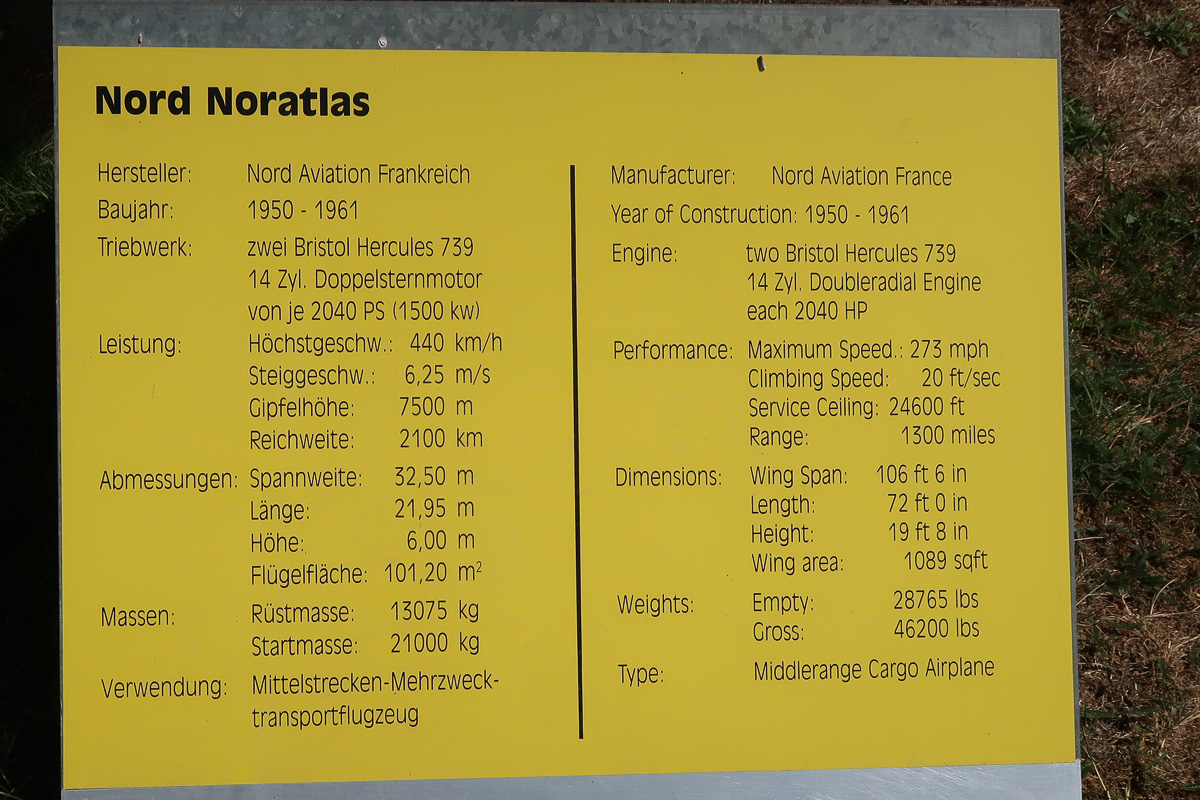 Nord Noratlas
Hersteller: Nord Aviation Frankreich
Baujahr: 1950 - 1961
Triebwerk: zwei Bristol Hercules 739
14 Zyl. Doppelsternmotor
von je 2040 PS (1500 kw)
Leistung: Höchstgeschw.: 440 km/h
Steiggeschw.: 6,25 m/s
Gipfelhöhe: 7500 m
Reichweite: 2100 km
Abmessungen: Spannweite: 32,50 m
Länge: 21,95 m
Höhe: 6,00 m
Flügelfläche: 101,20 m²
Massen: Rüstmasse: 13075 kg
Startmasse: 21000 kg
Verwendung: Mittelstrecken-Mehrzweck-
transportflugzeug
Manufacturer: Nord Aviation France
Year of Construction: 1950 - 1961
Engine: two Bristol Hercules 739
14 Zyl. Doubleradial Engine
each 2040 HP
Performance: Maximum Speed.: 273 mph
Climbing Speed: 20 ft/sec
Service Ceiling: 24600 ft
Range: 1300 miles
Dimensions: Wing Span: 106 ft 6 in
Length: 72 ft 0 in
Height: 19 ft 8 in
Wing area: 1089 sqft
Weights: Empty: 28765 lbs
Gross: 46200 lbs
Type: Middlerange Cargo Airplane